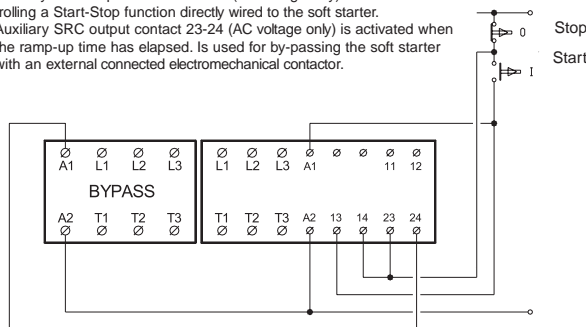 rolling a Start-Stop function directly wired to the soft starter.
Auxiliary SRC output contact 23-24 (AC voltage only) is activated when
he ramp-up time has elapsed. Is used for by-passing the soft starter
with an external connected electromechanical contactor.
0 Stop
Start
I
A1 L1 L2 L3 L1 L2 L3 A1 11 12
BYPASS
A2 T1 T2 T3 T1 T2 T3 A2 13 14 23 24